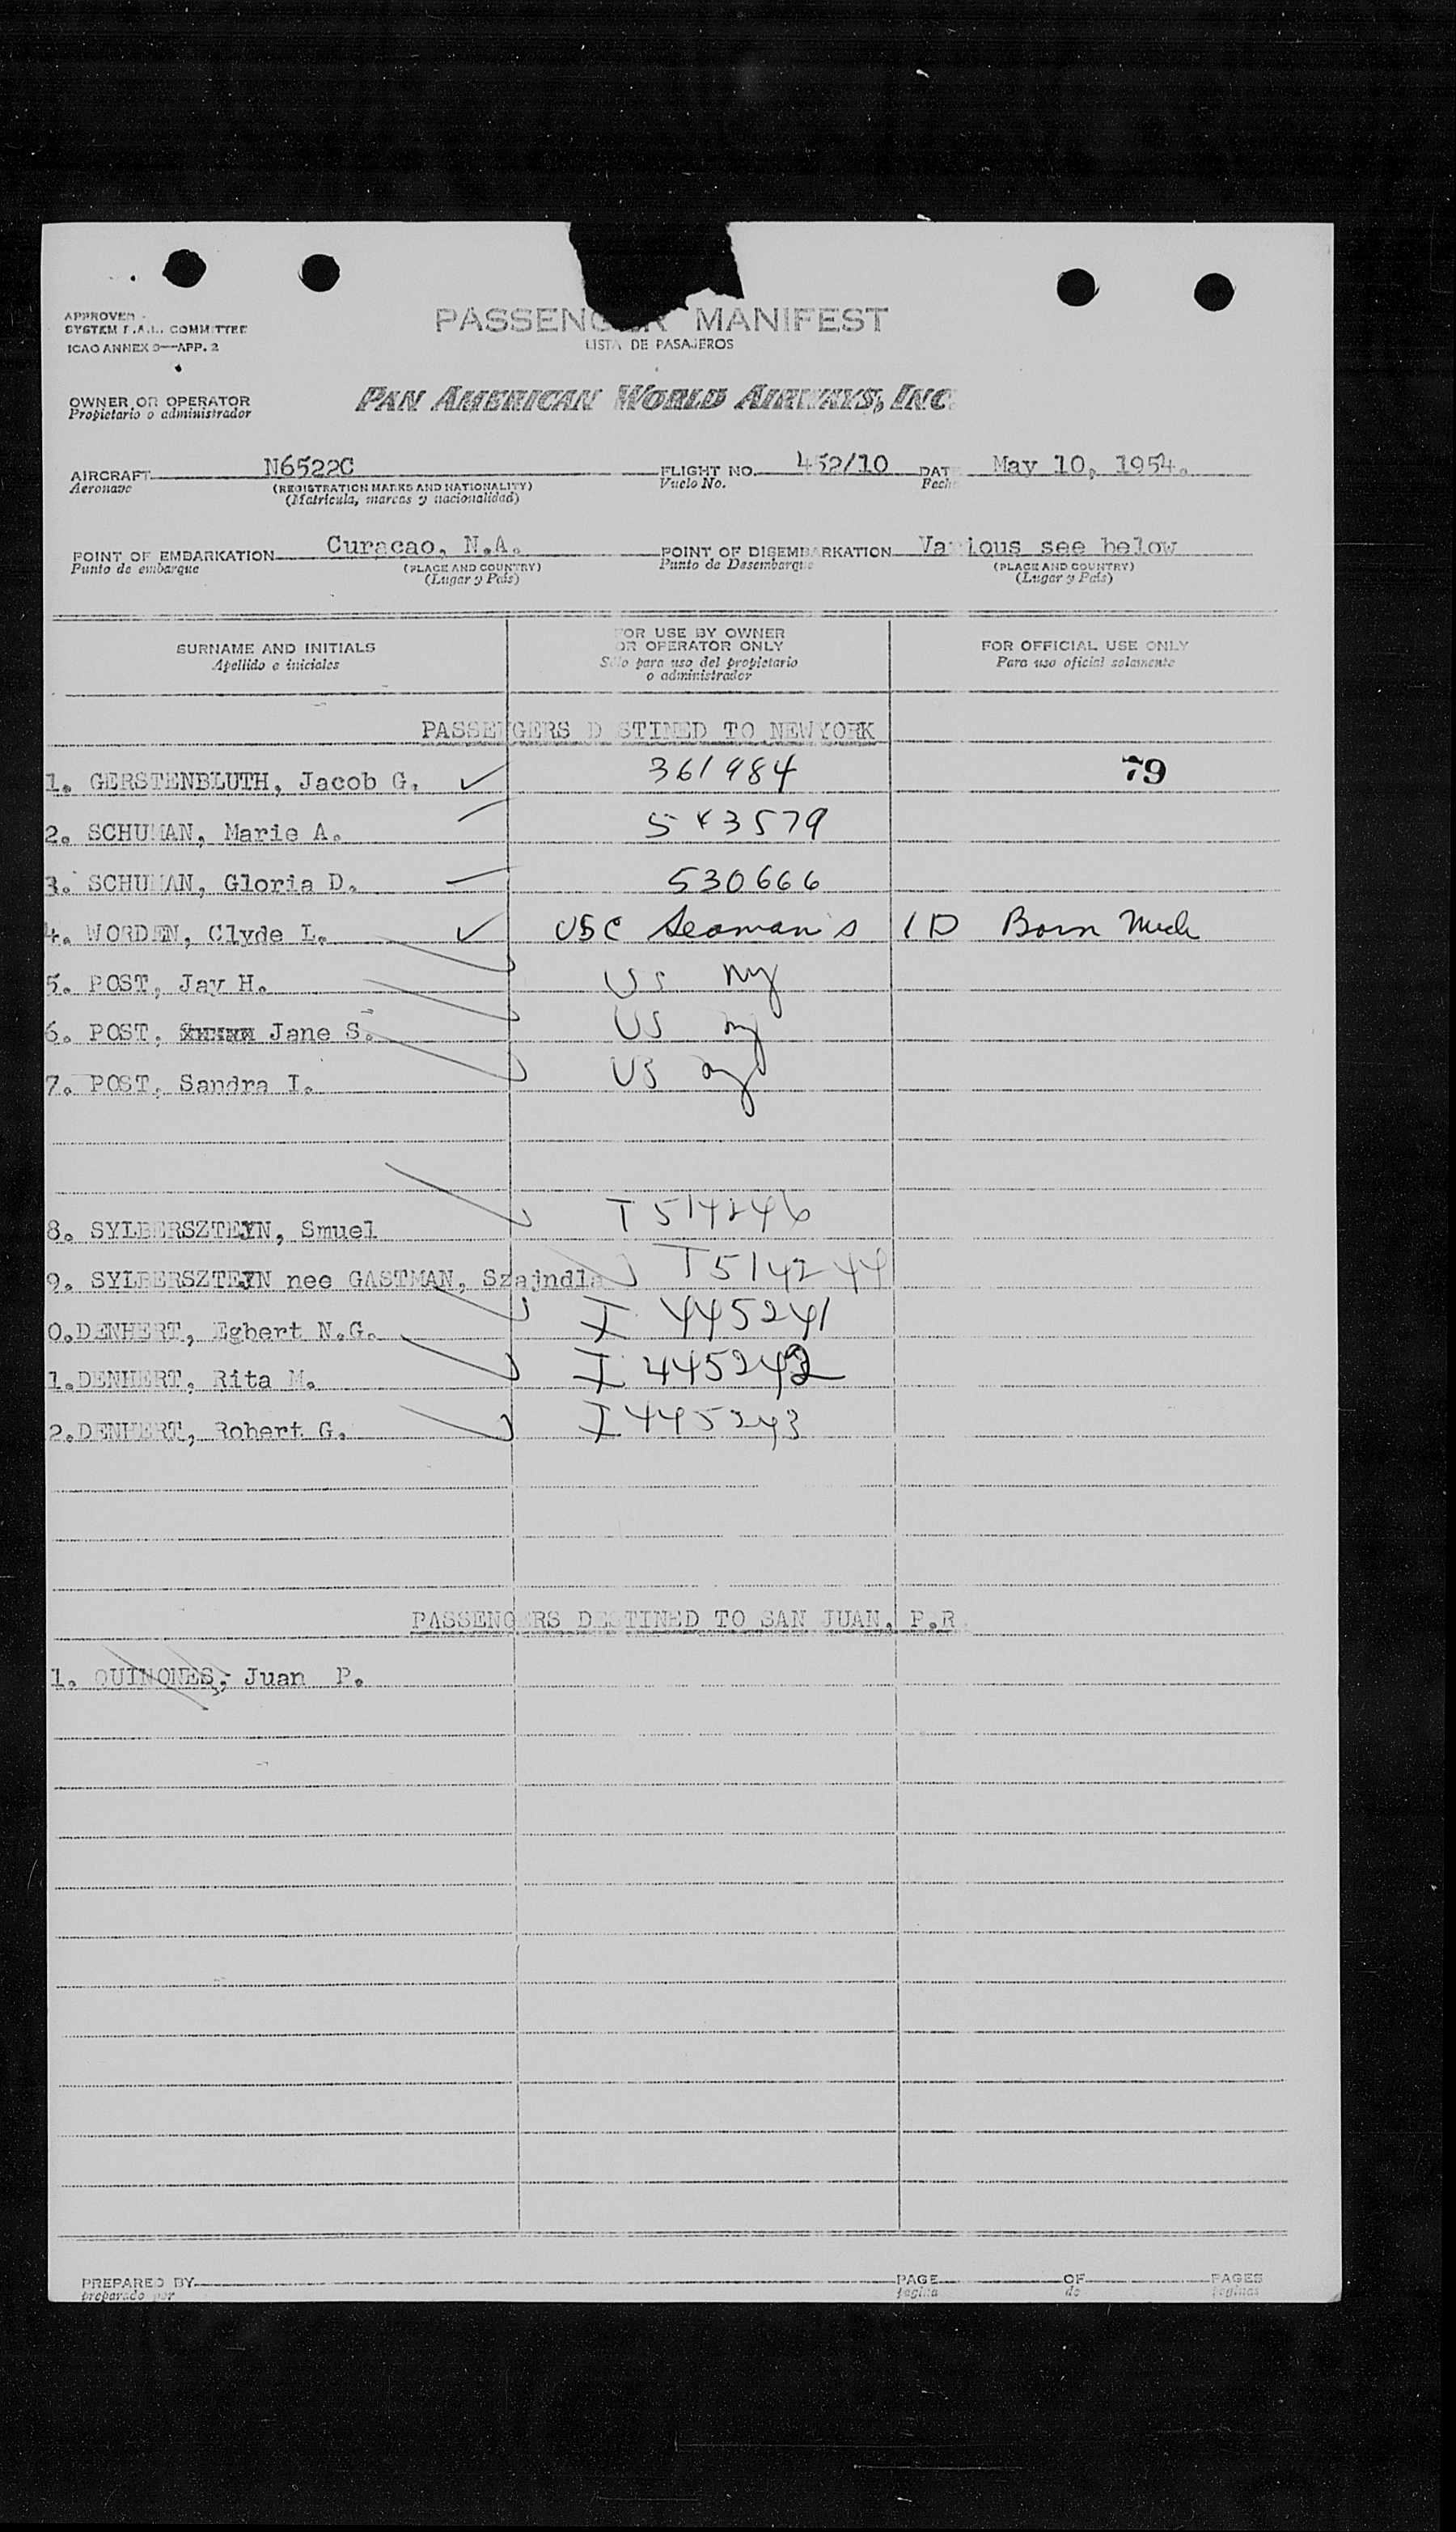 APPROVED
SYSTEM F.A.L. COMMITTEE
ICAO ANNEX 9—APP. 2
PASSENGER MANIFEST
LISTA DE PASAJEROS
OWNER OR OPERATOR
Propietario o administrador
PAN AMERICAN WORLD AIRWAYS, INC.
AIRCRAFT N6522C FLIGHT NO. 452/10 DATE May 10, 1954.
Aeronave (REGISTRATION MARKS AND NATIONALITY) Vuelo No. Fecha
(Matrícula, marcas y nacionalidad)
POINT OF EMBARKATION Curacao, N.A. POINT OF DISEMBARKATION Various see below
Punto de embarque (PLACE AND COUNTRY) Punto de Desembarque (PLACE AND COUNTRY)
(Lugar y País) (Lugar y País)
SURNAME AND INITIALS
Apellido e iniciales
FOR USE BY OWNER
OR OPERATOR ONLY
Sólo para uso del propietario
o administrador
FOR OFFICIAL USE ONLY
Para uso oficial solamente
PASSENGERS DESTINED TO NEWYORK
1. GERSTENBLUTH, Jacob G. 361984 79
2. SCHUMAN, Marie A. 543579
3. SCHUMAN, Gloria D. 530666
4. WORDEN, Clyde L. USC Seaman's ID Born Mich
5. POST, Jay H. US NY
6. POST, Jane S. US NY
7. POST, Sandra I. US NY
8. SYLBERSZTEJN, Smuel T 514246
9. SYLBERSZTEJN nee GASTMAN, Szajndla T514244
0.DENHERT, Egbert N.G. I 445241
1.DENHERT, Rita M. I 445242
2.DENHERT, Robert G. I 445243
PASSENGERS DESTINED TO SAN JUAN, P.R.
1. QUINONES, Juan P.
PREPARED BY PAGE OF PAGES
preparado por página de páginas